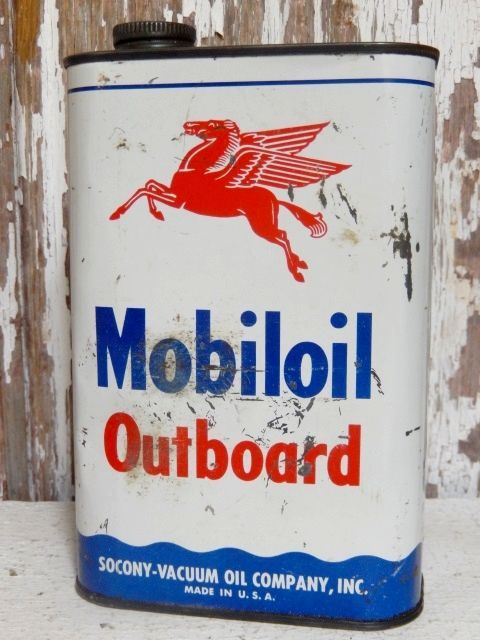 Mobiloil
Outboard
SOCONY-VACUUM OIL COMPANY, INC.
MADE IN U.S.A.